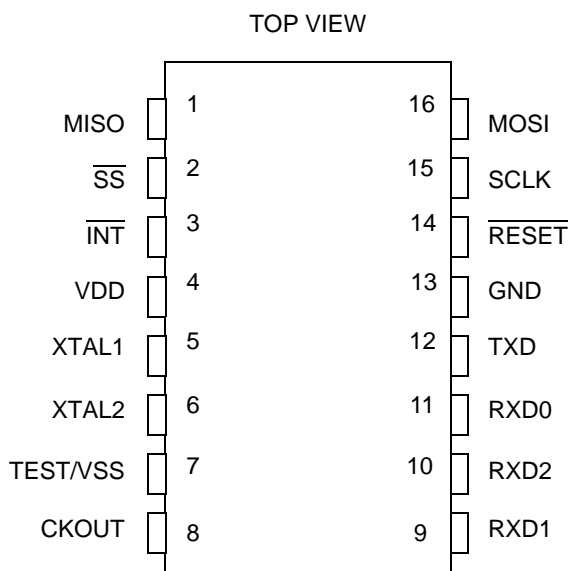 TOP VIEW
MISO 1 16 MOSI
SS 2 15 SCLK
INT 3 14 RESET
VDD 4 13 GND
XTAL1 5 12 TXD
XTAL2 6 11 RXD0
TEST/VSS 7 10 RXD2
CKOUT 8 9 RXD1